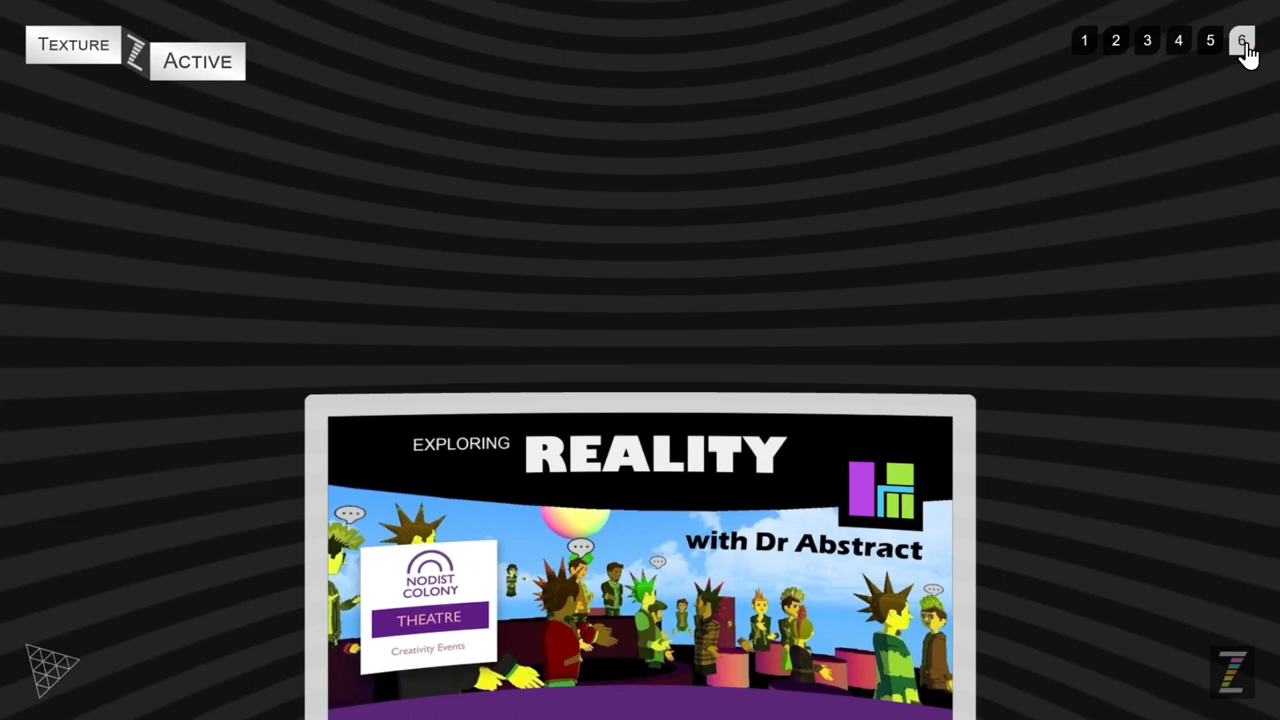 TEXTURE
ACTIVE
1 2 3 4 5 6
EXPLORING REALITY
with Dr Abstract
NODIST
COLONY
THEATRE
Creativity Events